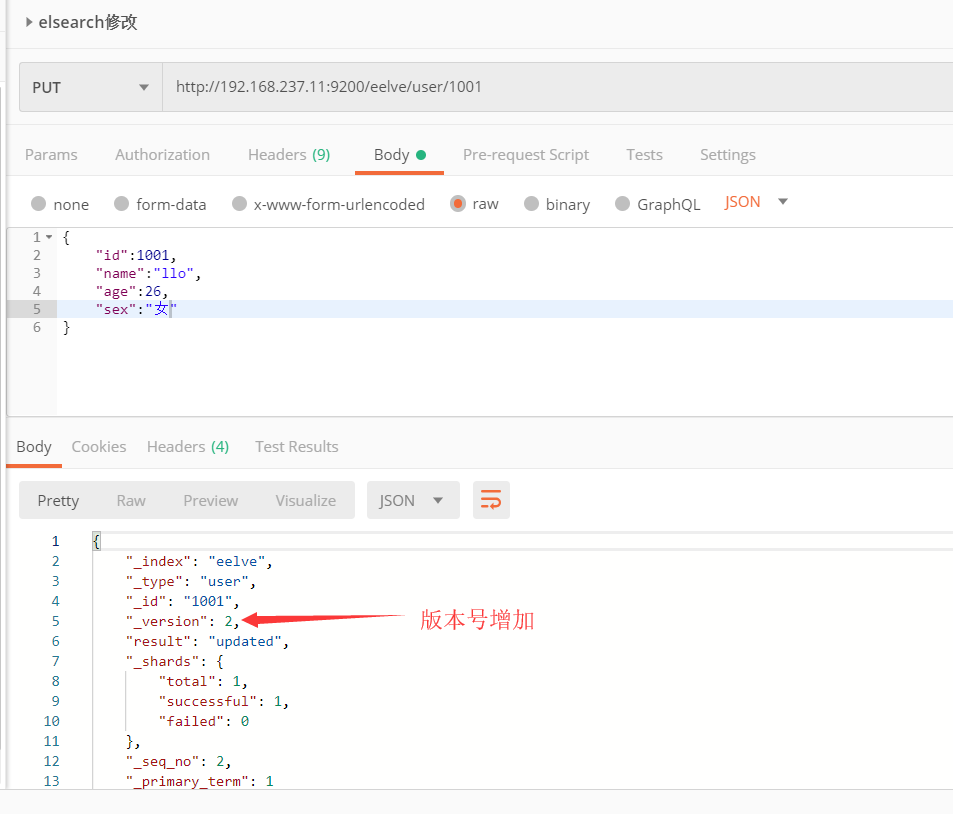 elsearch修改
PUT http://192.168.237.11:9200/eelve/user/1001
Params Authorization Headers (9) Body Pre-request Script Tests Settings
none form-data x-www-form-urlencoded raw binary GraphQL JSON
1 {
2 "id":1001,
3 "name":"llo",
4 "age":26,
5 "sex":"女"
6 }
Body Cookies Headers (4) Test Results
Pretty Raw Preview Visualize JSON
1 {
2 "_index": "eelve",
3 "_type": "user",
4 "_id": "1001",
5 "_version": 2, 版本号增加
6 "result": "updated",
7 "_shards": {
8 "total": 1,
9 "successful": 1,
10 "failed": 0
11 },
12 "_seq_no": 2,
13 "_primary_term": 1